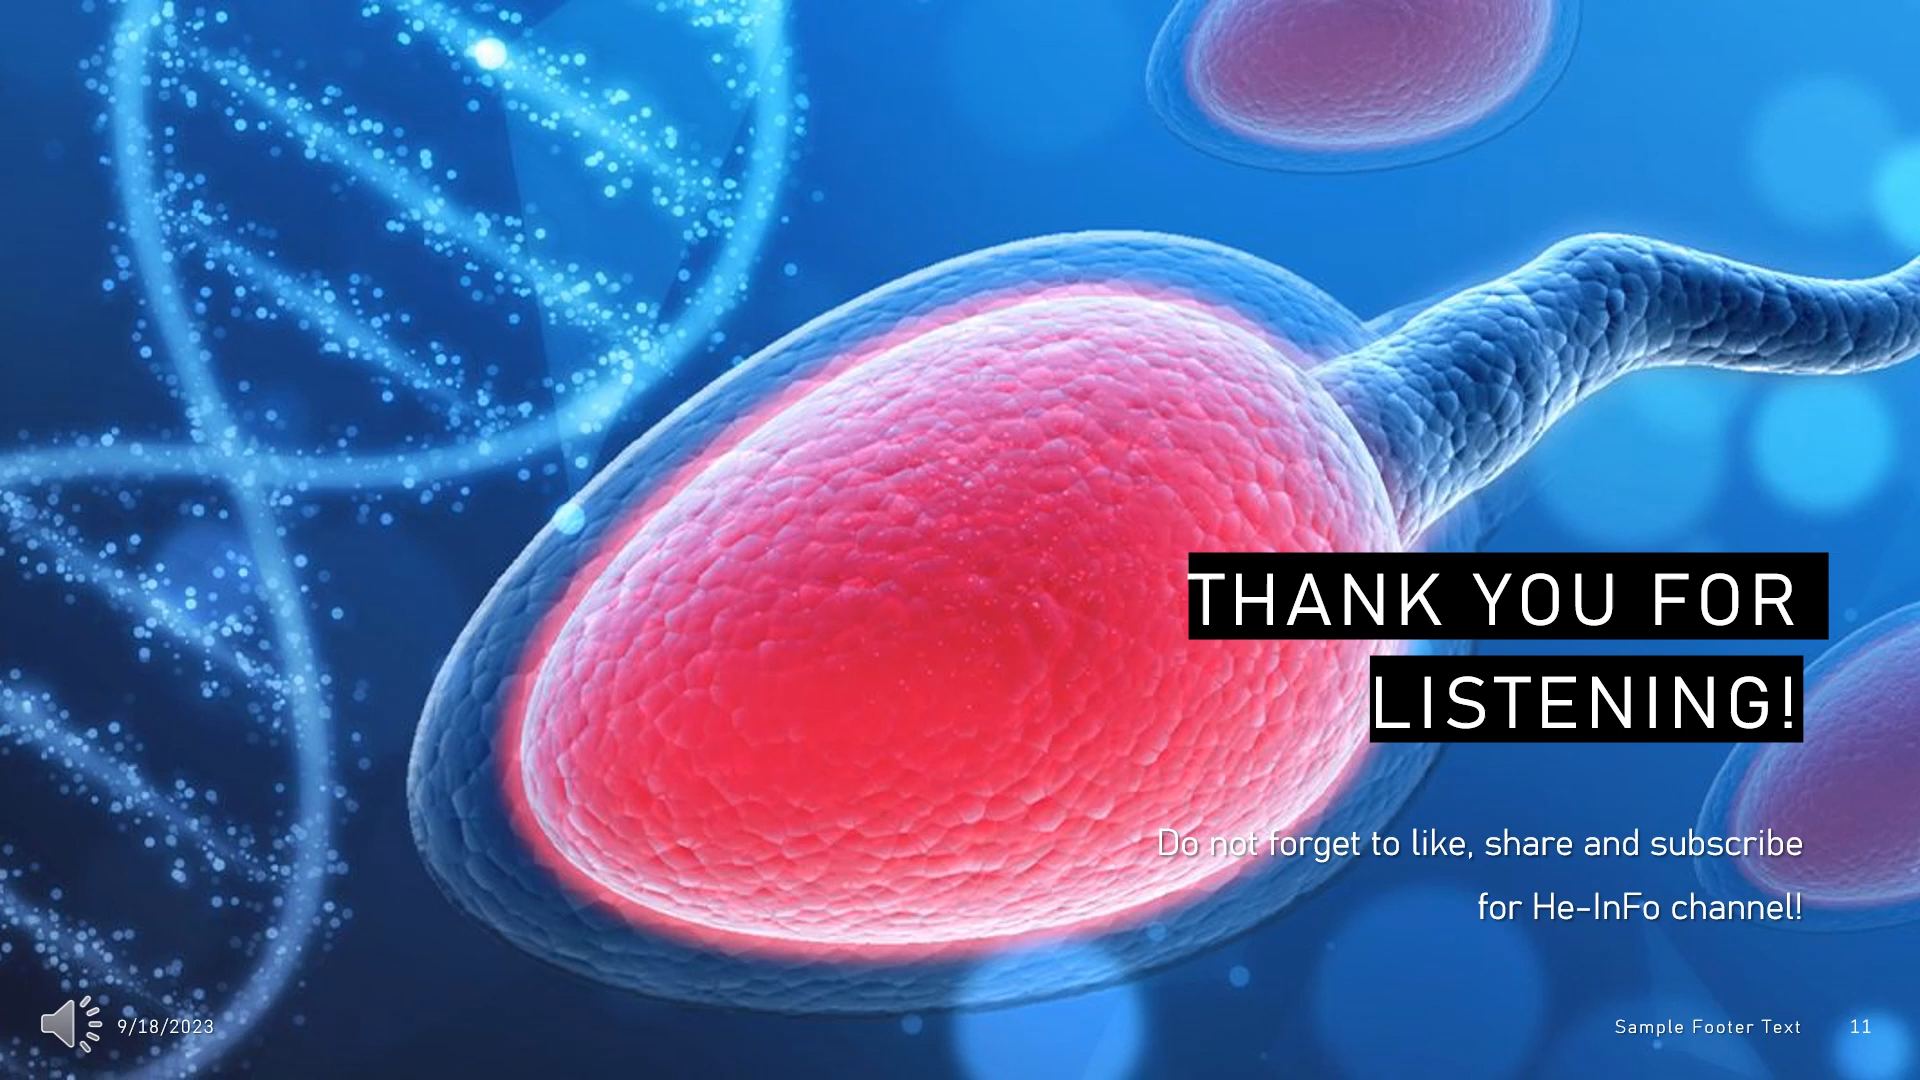 THANK YOU FOR
LISTENING!
Do not forget to like, share and subscribe
for He-InFo channel!
9/18/2023
Sample Footer Text
11